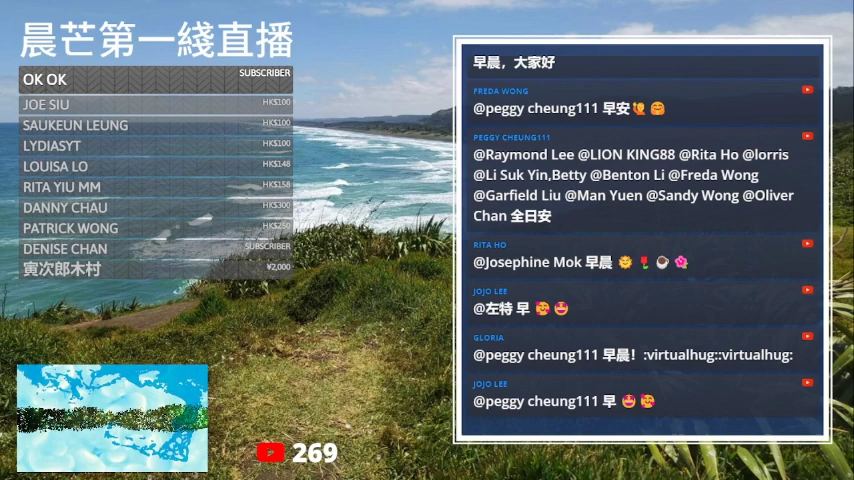 晨芒第一綫直播
OK OK SUBSCRIBER
JOE SIU HK$100
SAUKEUN LEUNG HK$100
LYDIASYT HK$100
LOUISA LO HK$148
RITA YIU MM HK$158
DANNY CHAU HK$300
PATRICK WONG HK$250
DENISE CHAN SUBSCRIBER
寅次郎木村 ¥2,000
269
早晨，大家好
FREDA WONG
@peggy cheung111 早安🙋🤗
PEGGY CHEUNG111
@Raymond Lee @LION KING88 @Rita Ho @lorris
@Li Suk Yin,Betty @Benton Li @Freda Wong
@Garfield Liu @Man Yuen @Sandy Wong @Oliver
Chan 全日安
RITA HO
@Josephine Mok 早晨 🌞🌷☕🌺
JOJO LEE
@左特 早 🥰🤩
GLORIA
@peggy cheung111 早晨！:virtualhug::virtualhug:
JOJO LEE
@peggy cheung111 早 🤩🥰